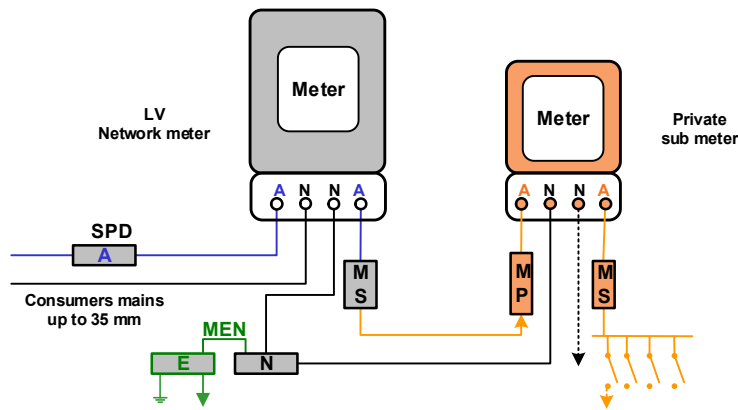 Meter
LV
Network meter
A N N A
SPD
A
Consumers mains
up to 35 mm
MEN
E
N
M
S
Meter
Private
sub meter
A N N A
M
P
M
S